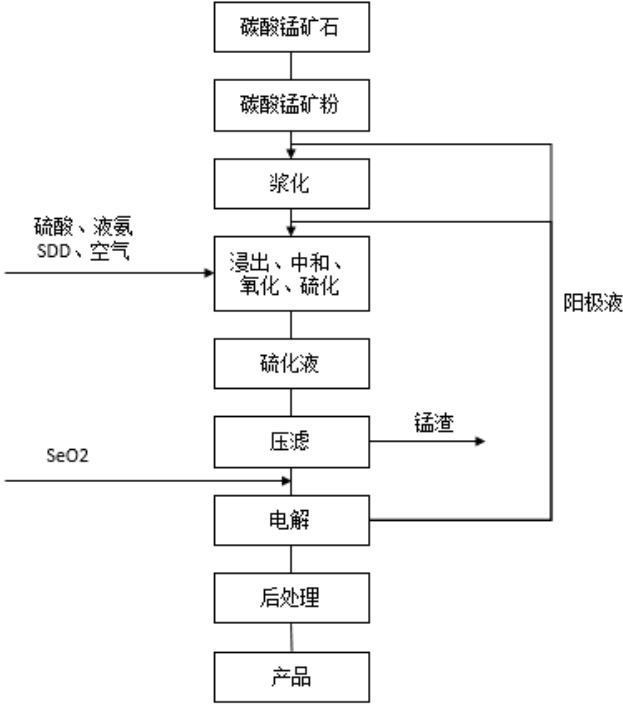 碳酸锰矿石
碳酸锰矿粉
浆化
硫酸、液氨
SDD、空气
浸出、中和、
氧化、硫化
阳极液
硫化液
锰渣
压滤
SeO2
电解
后处理
产品